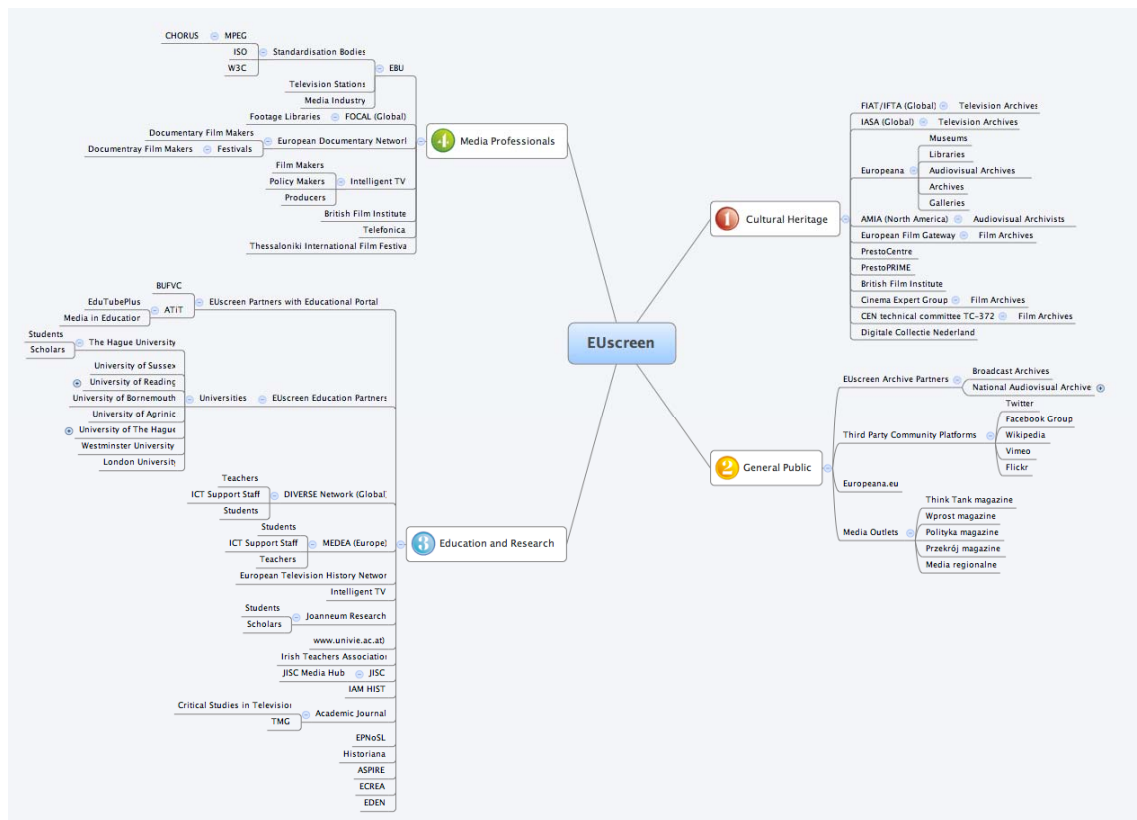 EUscreen
1 Cultural Heritage
FIAT/IFTA (Global) Television Archives
IASA (Global) Television Archives
Europeana
Museums
Libraries
Audiovisual Archives
Archives
Galleries
AMIA (North America) Audiovisual Archivists
European Film Gateway Film Archives
PrestoCentre
PrestoPRIME
British Film Institute
Cinema Expert Group Film Archives
CEN technical committee TC-372 Film Archives
Digitale Collectie Nederland
2 General Public
EUscreen Archive Partners
Broadcast Archives
National Audiovisual Archive
Third Party Community Platforms
Twitter
Facebook Group
Wikipedia
Vimeo
Flickr
Europeana.eu
Media Outlets
Think Tank magazine
Wprost magazine
Polityka magazine
Przekrój magazine
Media regionalne
3 Education and Research
EUscreen Partners with Educational Portal
BUFVC
ATiT
EduTubePlus
Media in Education
EUscreen Education Partners
Universities
The Hague University
Students
Scholars
University of Sussex
University of Reading
University of Bornemouth
University of Agrinic
University of The Hague
Westminster University
London University
DIVERSE Network (Global)
Teachers
ICT Support Staff
Students
MEDEA (Europe)
Students
ICT Support Staff
Teachers
European Television History Networ
Intelligent TV
Joanneum Research
Students
Scholars
www.univie.ac.at)
Irish Teachers Association
JISC Media Hub JISC
IAM HIST
Academic Journal
Critical Studies in Television
TMG
EPNoSL
Historiana
ASPIRE
ECREA
EDEN
4 Media Professionals
EBU
Standardisation Bodies
CHORUS MPEG
ISO
W3C
Television Stations
Media Industry
Footage Libraries FOCAL (Global)
European Documentary Network
Documentary Film Makers
Documentray Film Makers Festivals
Intelligent TV
Film Makers
Policy Makers
Producers
British Film Institute
Telefonica
Thessaloniki International Film Festiva